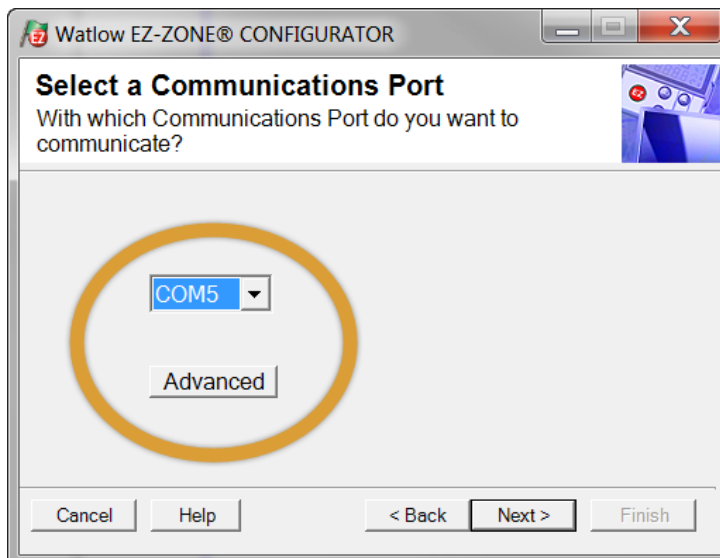 Watlow EZ-ZONE® CONFIGURATOR
Select a Communications Port
With which Communications Port do you want to
communicate?
COM5
Advanced
Cancel Help < Back Next > Finish